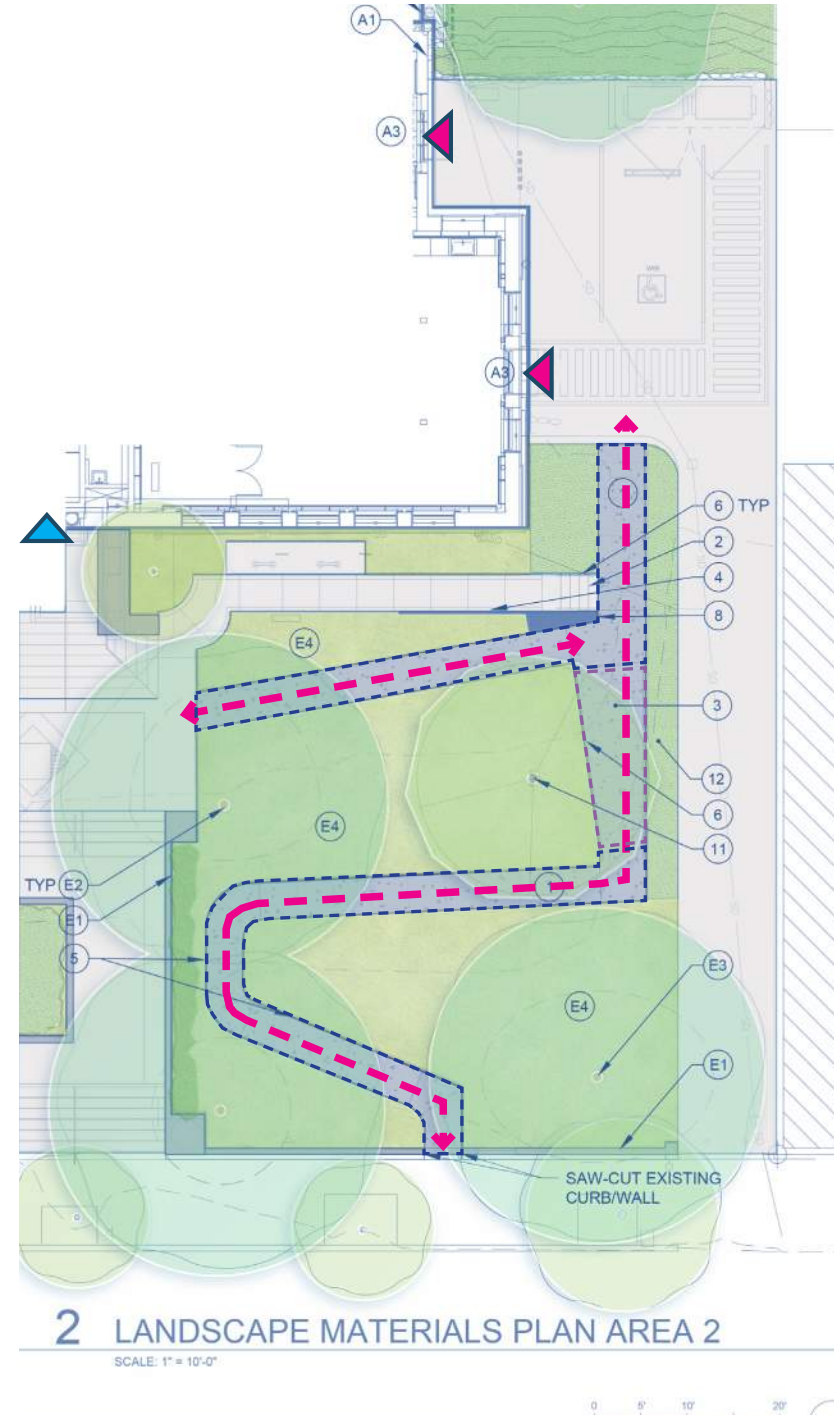 A1
A3
A3
6 TYP
2
4
8
E4
3
12
E4
6
11
TYP E2
E1
5
E3
E4
E1
SAW-CUT EXISTING
CURB/WALL
2 LANDSCAPE MATERIALS PLAN AREA 2
SCALE: 1" = 10'-0"
0 5' 10' 20'